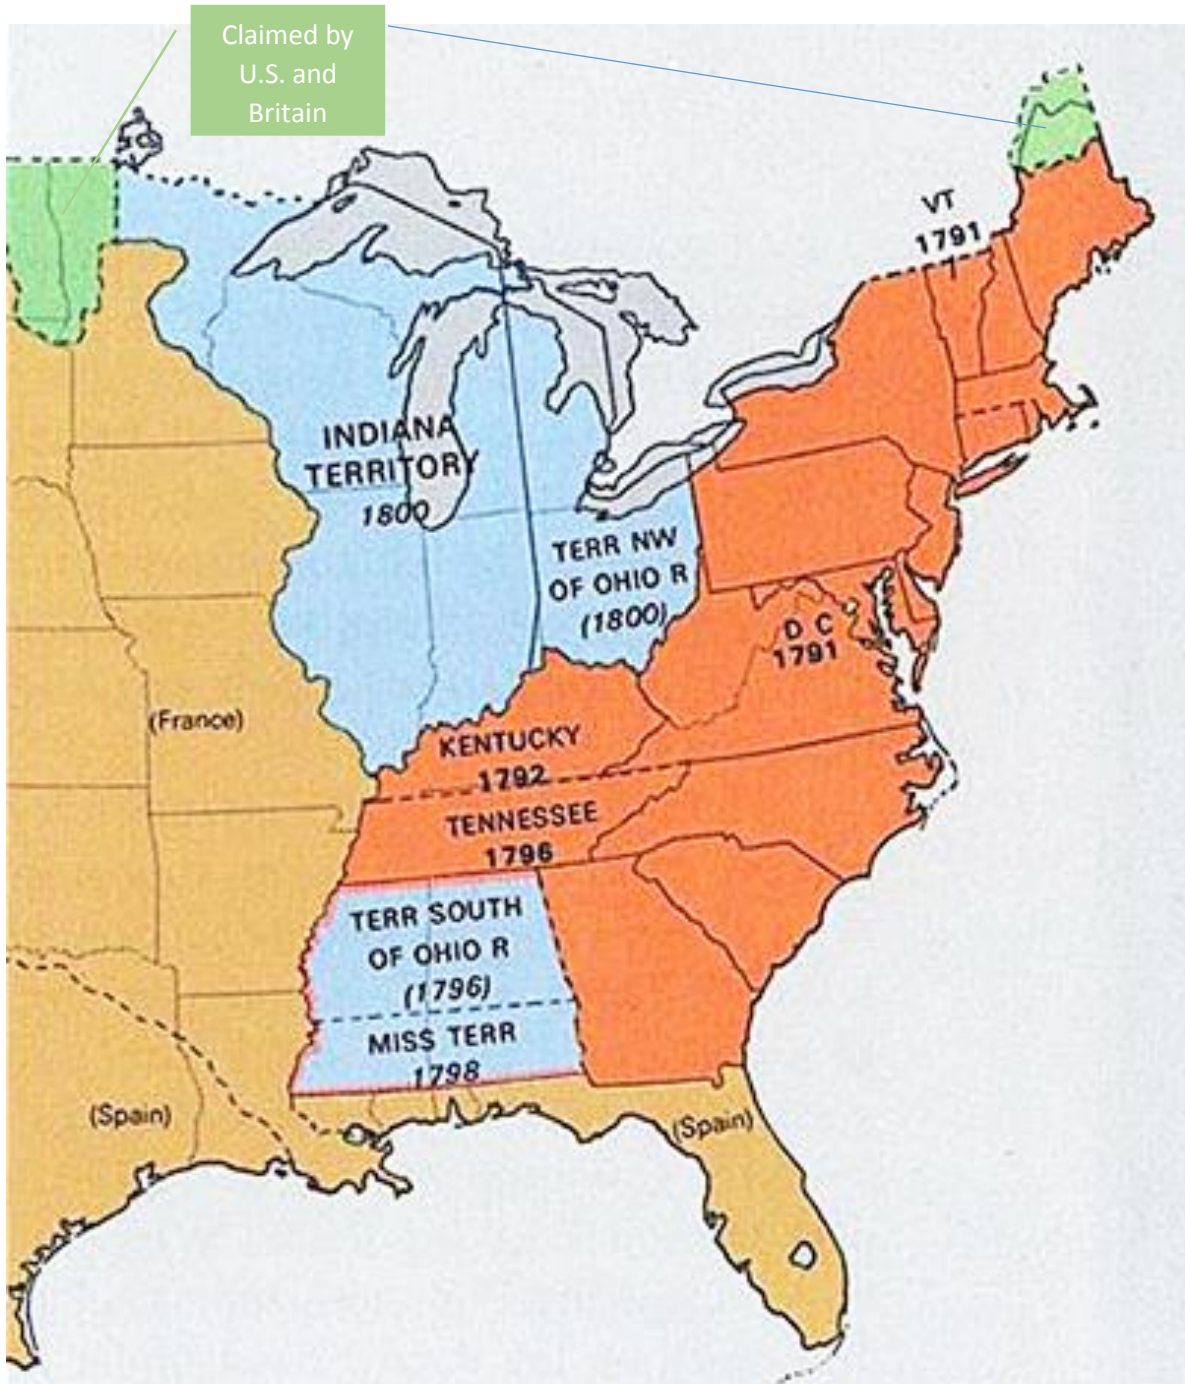 Claimed by
U.S. and
Britain
VT
1791
INDIANA
TERRITORY
1800
TERR NW
OF OHIO R
(1800)
D C
1791
(France)
KENTUCKY
1792
TENNESSEE
1796
TERR SOUTH
OF OHIO R
(1796)
MISS TERR
1798
(Spain)
(Spain)